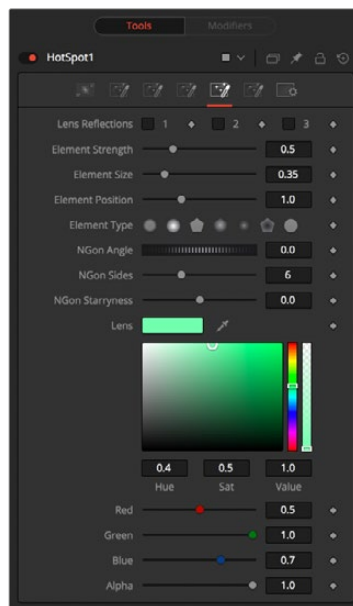 Tools Modifiers
HotSpot1
Lens Reflections 1 2 3
Element Strength 0.5
Element Size 0.35
Element Position 1.0
Element Type
NGon Angle 0.0
NGon Sides 6
NGon Starryness 0.0
Lens
0.4 0.5 1.0
Hue Sat Value
Red 0.5
Green 1.0
Blue 0.7
Alpha 1.0